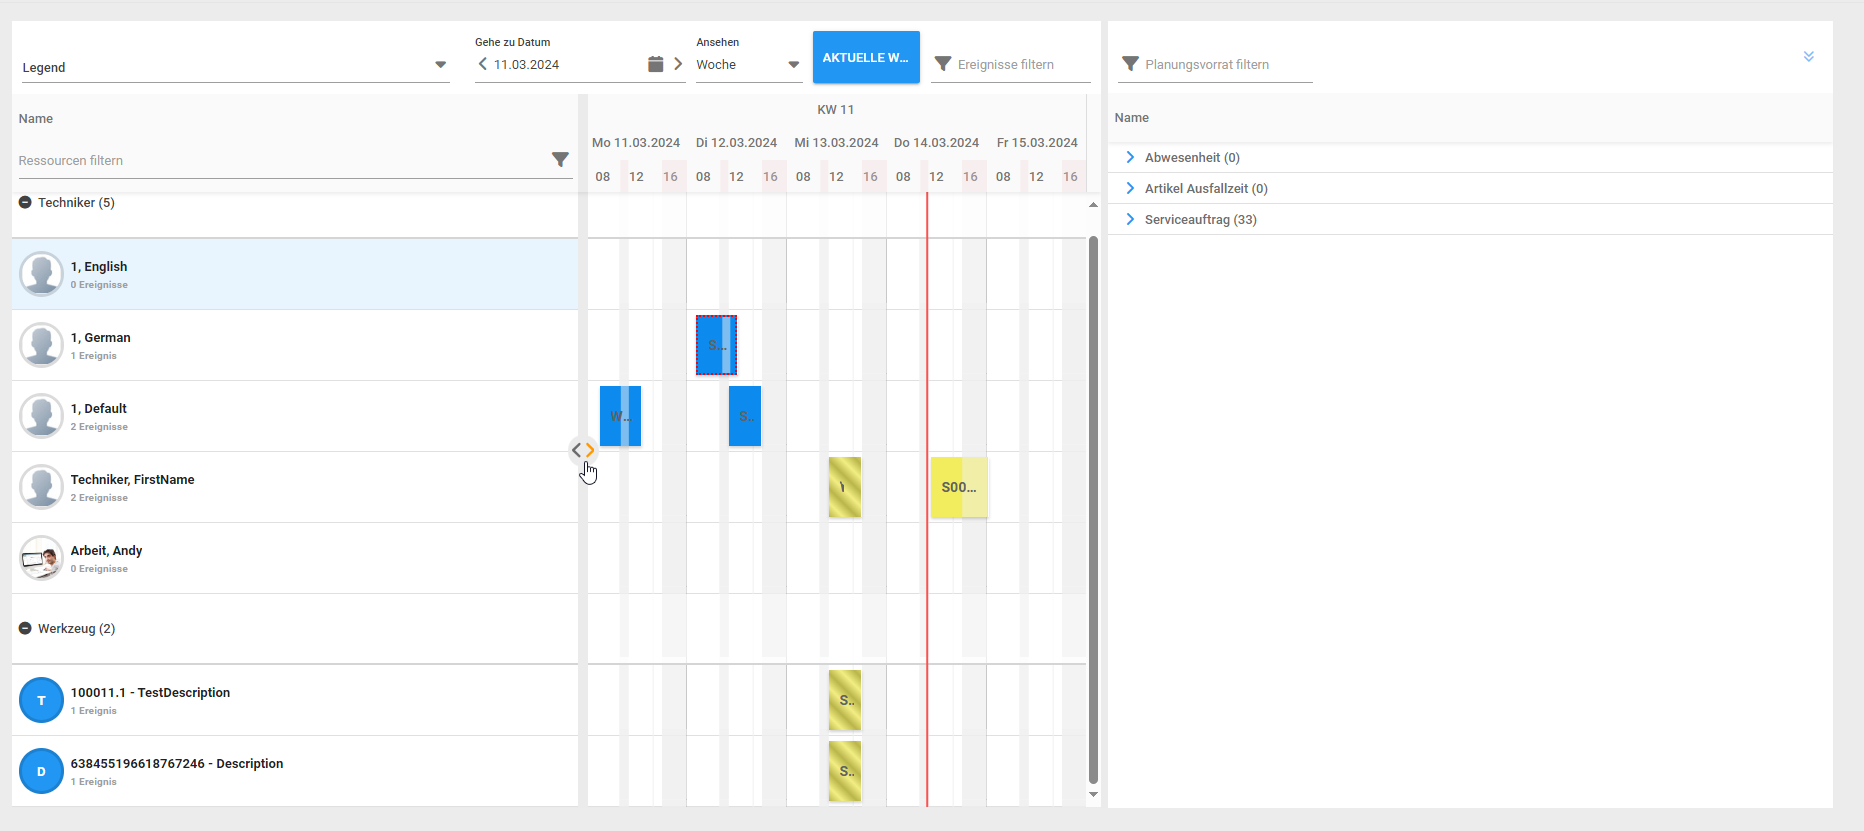 Legend
Gehe zu Datum
11.03.2024
Ansehen
Woche
AKTUELLE W...
Ereignisse filtern
Planungsvorrat filtern
Name
Ressourcen filtern
KW 11
Mo 11.03.2024 Di 12.03.2024 Mi 13.03.2024 Do 14.03.2024 Fr 15.03.2024
08 12 16 08 12 16 08 12 16 08 12 16 08 12 16
Techniker (5)
1, English
0 Ereignisse
1, German
1 Ereignis
S...
1, Default
2 Ereignisse
W... S..
Techniker, FirstName
2 Ereignisse
S00...
Arbeit, Andy
0 Ereignisse
Werkzeug (2)
T
100011.1 - TestDescription
1 Ereignis
S..
D
638455196618767246 - Description
1 Ereignis
S..
Name
Abwesenheit (0)
Artikel Ausfallzeit (0)
Serviceauftrag (33)